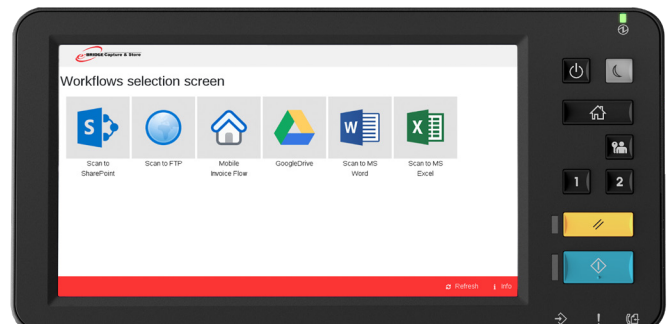 e-BRIDGE Capture & Store
Workflows selection screen
Scan to
SharePoint
Scan to FTP
Mobile
Invoice Flow
GoogleDrive
Scan to MS
Word
Scan to MS
Excel
S
W
X
Refresh
i Info
1
2
!